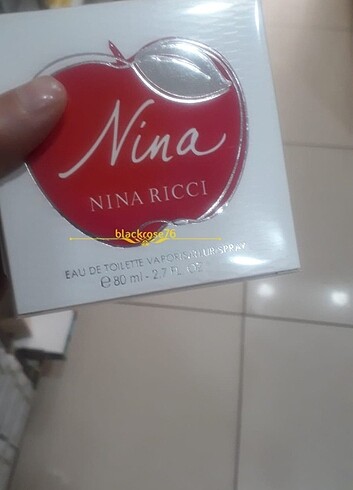 Nina
NINA RICCI
blackrose76
EAU DE TOILETTE VAPORISATEUR-SPRAY
℮ 80 ml - 2.7 FL.OZ